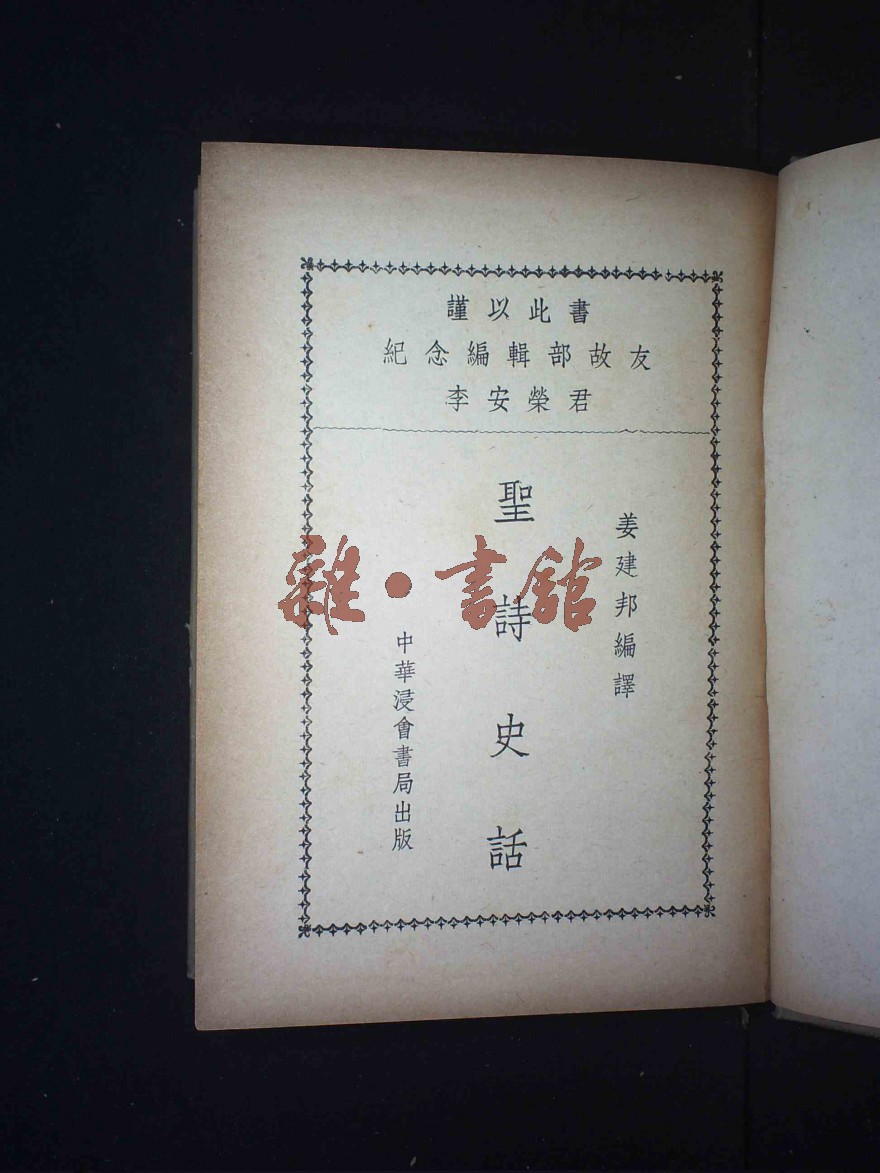 謹以此書
紀念編輯部故友
李安榮君
姜建邦編譯
聖詩史話
中華浸會書局出版
雜·書館